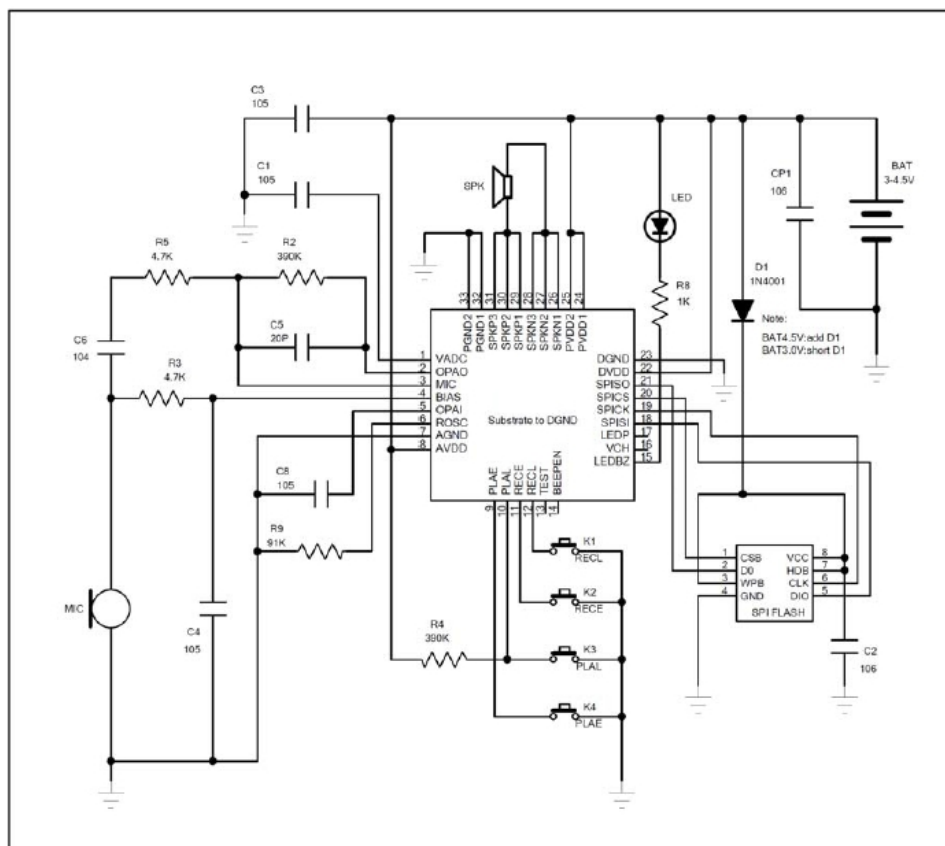 C3
105
C1
105
SPK
LED
CP1
106
BAT
3-4.5V
R5
4.7K
R2
390K
D1
1N4001
R8
1K
Note:
BAT4.5V:add D1
BAT3.0V:short D1
C6
104
C5
20P
R3
4.7K
33
32
31
30
29
28
27
26
25
24
PGND2
PGND1
SPKP3
SPKP2
SPKP1
SPKN3
SPKN2
SPKN1
PVDD2
PVDD1
1 VADC
2 OPAO
3 MIC
4 BIAS
5 OPAI
6 ROSC
7 AGND
8 AVDD
Substrate to DGND
DGND 23
DVDD 22
SPISO 21
SPICS 20
SPICK 19
SPISI 18
LEDP 17
VCH 16
LEDBZ 15
PLAE
PLAL
RECE
RECL
TEST
BEEPEN
9
10
11
12
13
14
C8
105
R9
91K
K1
RECL
K2
RECE
K3
PLAL
K4
PLAE
R4
390K
MIC
C4
105
1 CSB VCC 8
2 D0 HDB 7
3 WPB CLK 6
4 GND DIO 5
SPI FLASH
C2
106